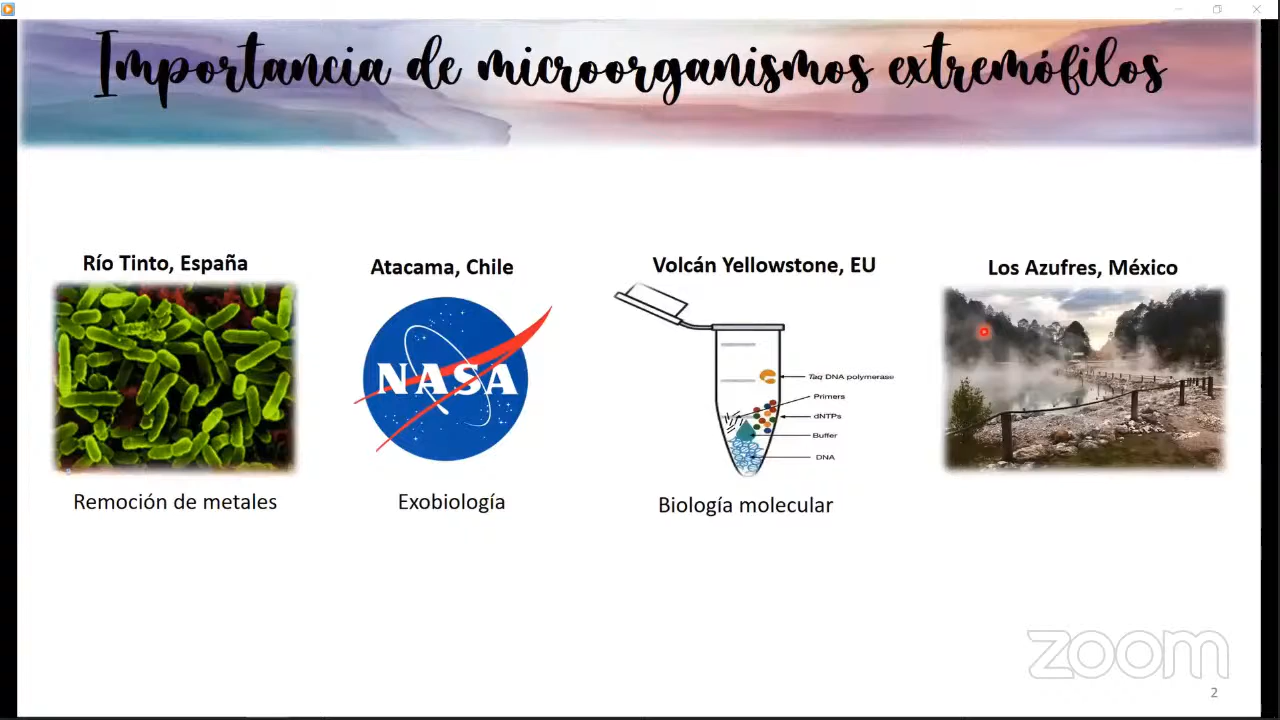 Importancia de microorganismos extremófilos
Río Tinto, España
Atacama, Chile
Volcán Yellowstone, EU
Los Azufres, México
NASA
Taq DNA polymerase
Primers
dNTPs
Buffer
DNA
Remoción de metales
Exobiología
Biología molecular
zoom
2